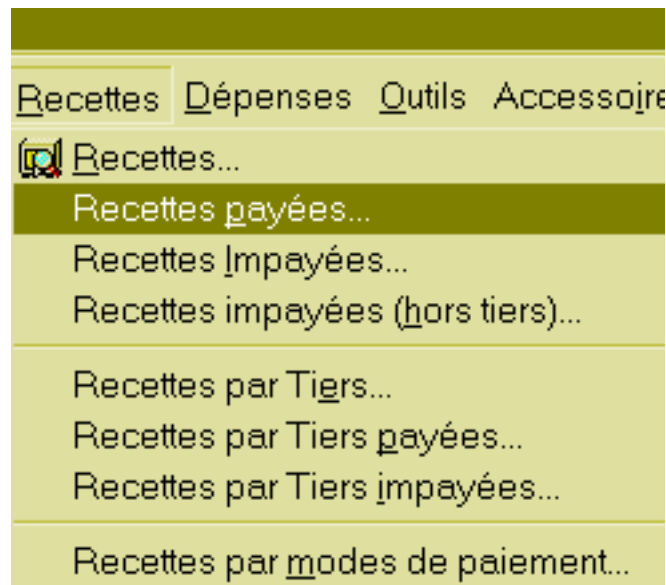 Recettes Dépenses Outils Accessoire
Recettes...
Recettes payées...
Recettes Impayées...
Recettes impayées (hors tiers)...
Recettes par Tiers...
Recettes par Tiers payées...
Recettes par Tiers impayées...
Recettes par modes de paiement...